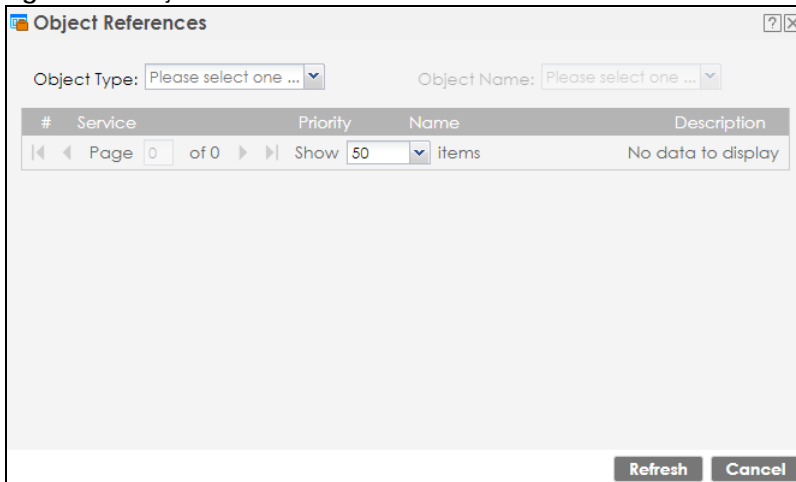 Object References ? X
Object Type: Please select one ... Object Name: Please select one ...
# Service Priority Name Description
Page 0 of 0 Show 50 items No data to display
Refresh Cancel